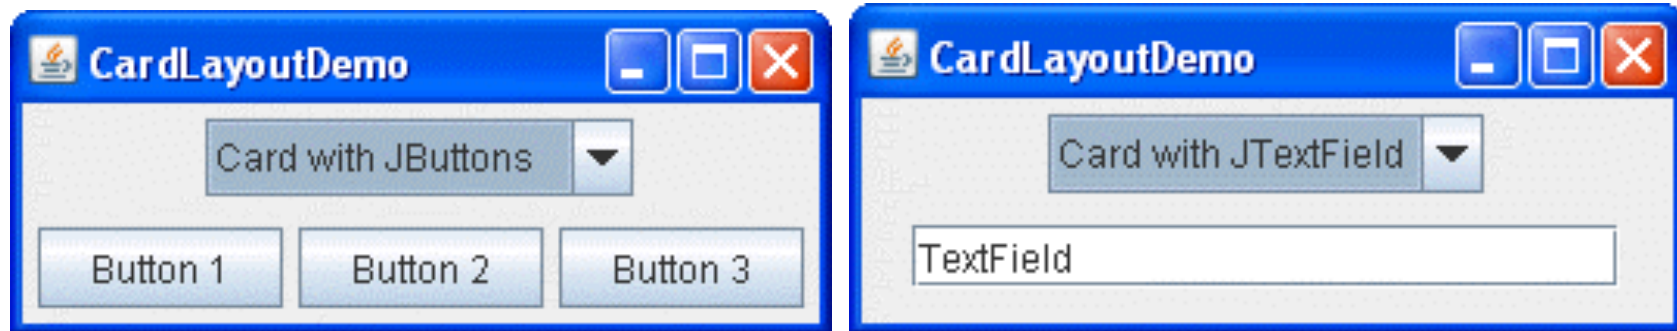 CardLayoutDemo
Card with JButtons
Button 1 Button 2 Button 3
CardLayoutDemo
Card with JTextField
TextField